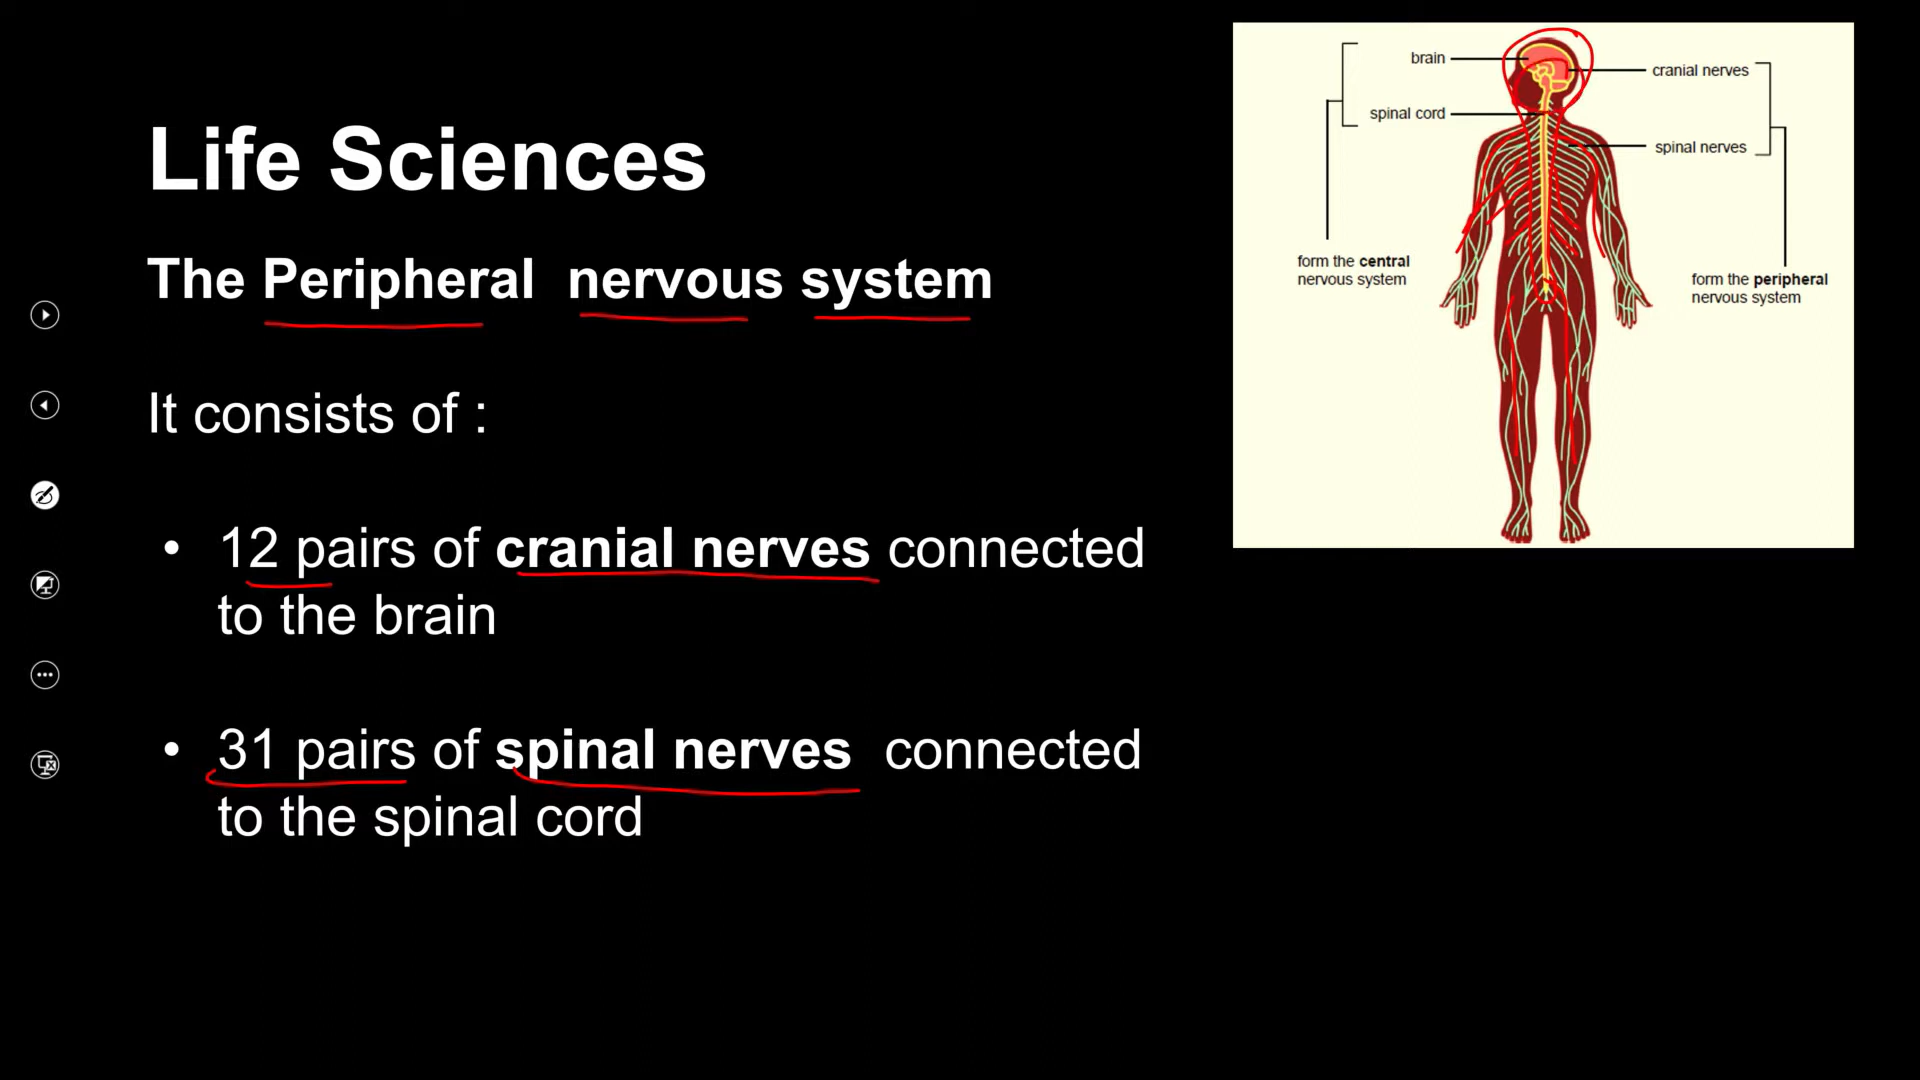 Life Sciences
The Peripheral nervous system
It consists of :
• 12 pairs of cranial nerves connected
to the brain
• 31 pairs of spinal nerves connected
to the spinal cord
brain
spinal cord
form the central
nervous system
cranial nerves
spinal nerves
form the peripheral
nervous system